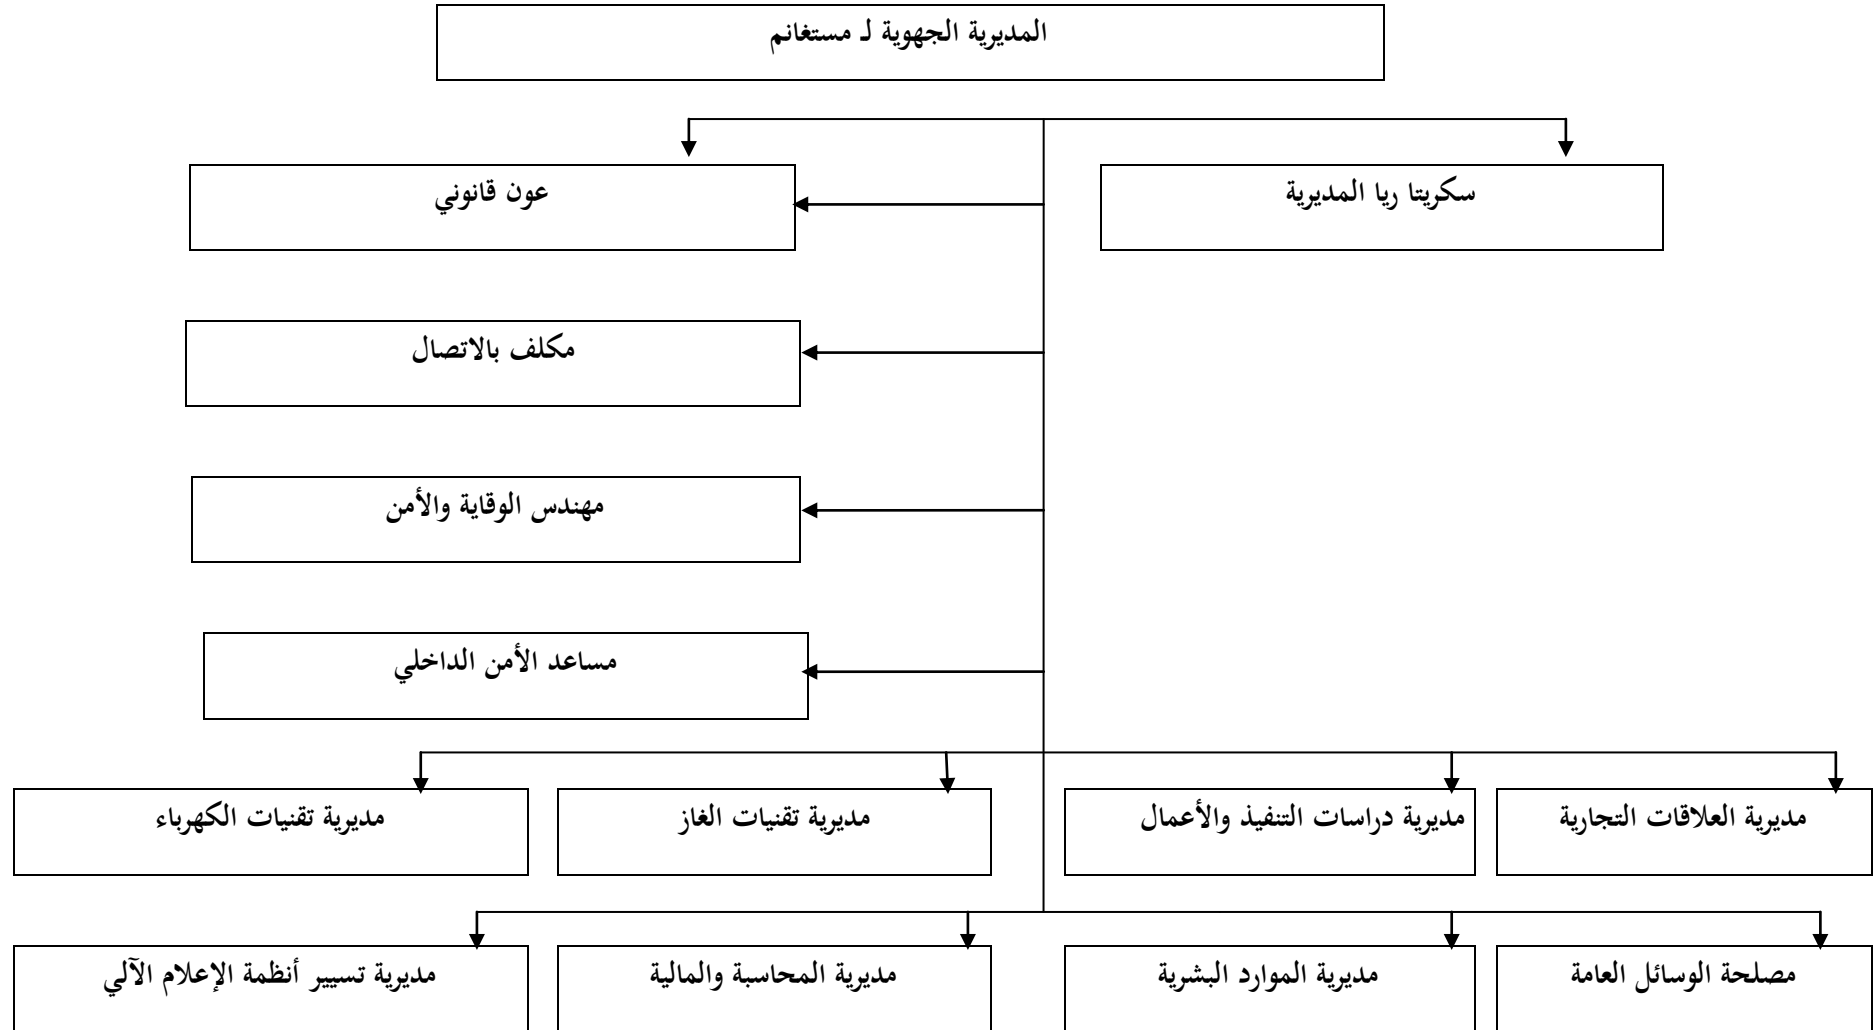 المديرية الجهوية لـ مستغانم
سكريتا ريا المديرية
عون قانوني
مكلف بالاتصال
مهندس الوقاية والأمن
مساعد الأمن الداخلي
مديرية العلاقات التجارية
مديرية دراسات التنفيذ والأعمال
مديرية تقنيات الغاز
مديرية تقنيات الكهرباء
مصلحة الوسائل العامة
مديرية الموارد البشرية
مديرية المحاسبة والمالية
مديرية تسيير أنظمة الإعلام الآلي